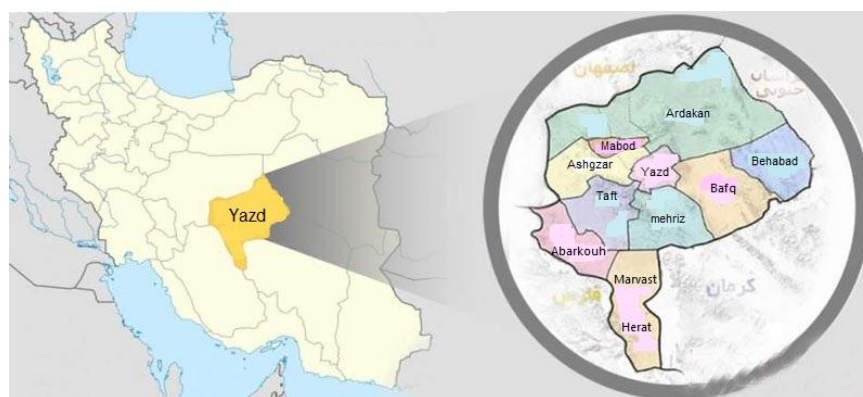 Yazd
اصفهان
خراسان
جنوبی
Ardakan
Mabod
Ashgzar
Yazd
Behabad
Bafq
Taft
mehriz
Abarkouh
Marvast
فارس
کرمان
Herat